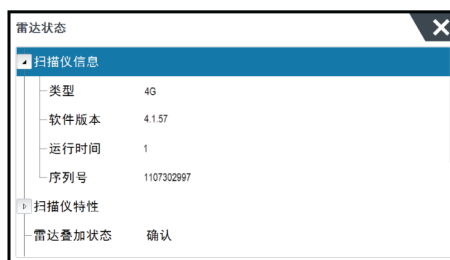 雷达状态
扫描仪信息
类型 4G
软件版本 4.1.57
运行时间 1
序列号 1107302997
扫描仪特性
雷达叠加状态 确认